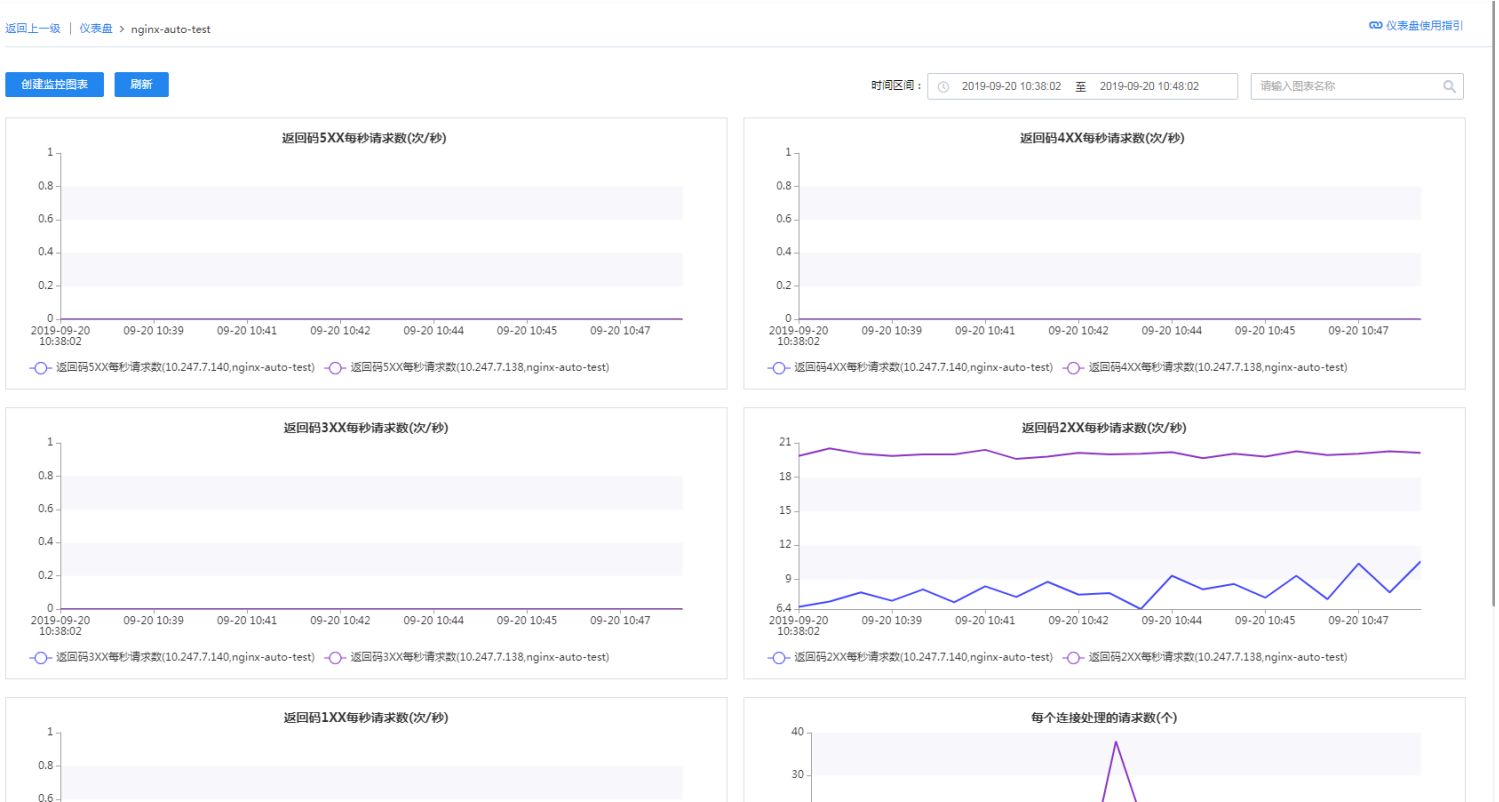 返回上一级 | 仪表盘 > nginx-auto-test
仪表盘使用指引
创建监控图表 刷新
时间区间： 2019-09-20 10:38:02 至 2019-09-20 10:48:02 请输入图表名称
返回码5XX每秒请求数(次/秒)
1
0.8
0.6
0.4
0.2
0
2019-09-20 10:38:02 09-20 10:39 09-20 10:41 09-20 10:42 09-20 10:44 09-20 10:45 09-20 10:47
返回码5XX每秒请求数(10.247.7.140,nginx-auto-test) 返回码5XX每秒请求数(10.247.7.138,nginx-auto-test)
返回码4XX每秒请求数(次/秒)
1
0.8
0.6
0.4
0.2
0
2019-09-20 10:38:02 09-20 10:39 09-20 10:41 09-20 10:42 09-20 10:44 09-20 10:45 09-20 10:47
返回码4XX每秒请求数(10.247.7.140,nginx-auto-test) 返回码4XX每秒请求数(10.247.7.138,nginx-auto-test)
返回码3XX每秒请求数(次/秒)
1
0.8
0.6
0.4
0.2
0
2019-09-20 10:38:02 09-20 10:39 09-20 10:41 09-20 10:42 09-20 10:44 09-20 10:45 09-20 10:47
返回码3XX每秒请求数(10.247.7.140,nginx-auto-test) 返回码3XX每秒请求数(10.247.7.138,nginx-auto-test)
返回码2XX每秒请求数(次/秒)
21
18
15
12
9
6.4
2019-09-20 10:38:02 09-20 10:39 09-20 10:41 09-20 10:42 09-20 10:44 09-20 10:45 09-20 10:47
返回码2XX每秒请求数(10.247.7.140,nginx-auto-test) 返回码2XX每秒请求数(10.247.7.138,nginx-auto-test)
返回码1XX每秒请求数(次/秒)
1
0.8
0.6
每个连接处理的请求数(个)
40
30